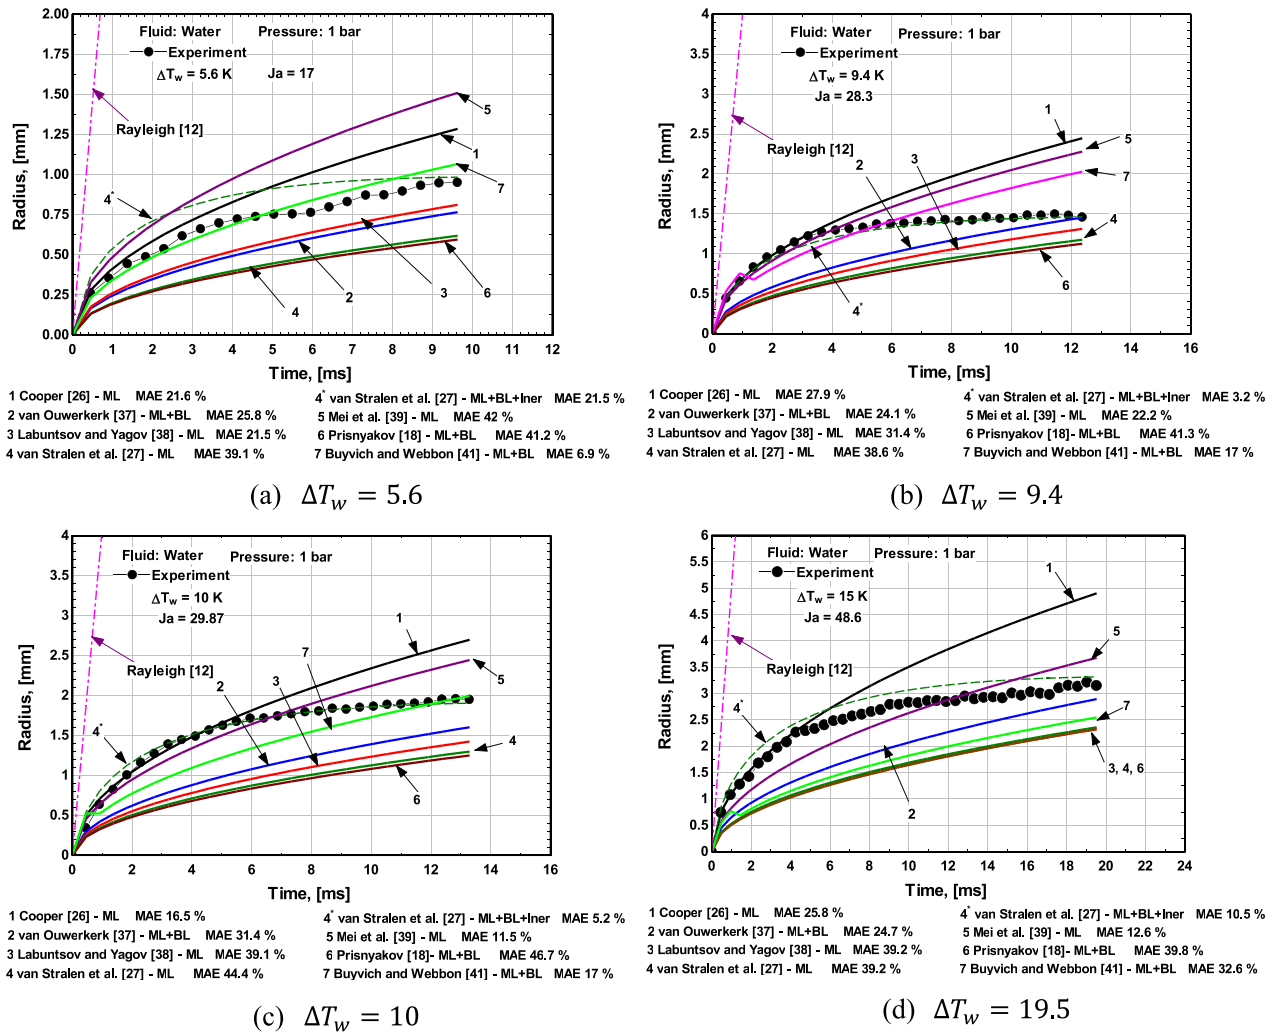 Fluid: Water Pressure: 1 bar
Experiment
ΔTw = 5.6 K Ja = 17
Rayleigh [12]
5
1
7
4*
4
2
3
6
Radius, [mm]
2.00
1.75
1.50
1.25
1.00
0.75
0.50
0.25
0.00
0 1 2 3 4 5 6 7 8 9 10 11 12
Time, [ms]
1 Cooper [26] - ML MAE 21.6 %
2 van Ouwerkerk [37] - ML+BL MAE 25.8 %
3 Labuntsov and Yagov [38] - ML MAE 21.5 %
4 van Stralen et al. [27] - ML MAE 39.1 %
4* van Stralen et al. [27] - ML+BL+Iner MAE 21.5 %
5 Mei et al. [39] - ML MAE 42 %
6 Prisnyakov [18]- ML+BL MAE 41.2 %
7 Buyvich and Webbon [41] - ML+BL MAE 6.9 %
(a) ΔTw = 5.6
Fluid: Water Pressure: 1 bar
Experiment
ΔTw = 9.4 K
Ja = 28.3
Rayleigh [12]
1
5
7
2
3
4
6
4*
Radius, [mm]
4
3.5
3
2.5
2
1.5
1
0.5
0
0 2 4 6 8 10 12 14 16
Time, [ms]
1 Cooper [26] - ML MAE 27.9 %
2 van Ouwerkerk [37] - ML+BL MAE 24.1 %
3 Labuntsov and Yagov [38] - ML MAE 31.4 %
4 van Stralen et al. [27] - ML MAE 38.6 %
4* van Stralen et al. [27] - ML+BL+Iner MAE 3.2 %
5 Mei et al. [39] - ML MAE 22.2 %
6 Prisnyakov [18]- ML+BL MAE 41.3 %
7 Buyvich and Webbon [41] - ML+BL MAE 17 %
(b) ΔTw = 9.4
Fluid: Water Pressure: 1 bar
Experiment
ΔTw = 10 K
Ja = 29.87
Rayleigh [12]
1
7
5
2
3
4*
4
6
Radius, [mm]
4
3.5
3
2.5
2
1.5
1
0.5
0
0 2 4 6 8 10 12 14 16
Time, [ms]
1 Cooper [26] - ML MAE 16.5 %
2 van Ouwerkerk [37] - ML+BL MAE 31.4 %
3 Labuntsov and Yagov [38] - ML MAE 39.1 %
4 van Stralen et al. [27] - ML MAE 44.4 %
4* van Stralen et al. [27] - ML+BL+Iner MAE 5.2 %
5 Mei et al. [39] - ML MAE 11.5 %
6 Prisnyakov [18]- ML+BL MAE 46.7 %
7 Buyvich and Webbon [41] - ML+BL MAE 17 %
(c) ΔTw = 10
Fluid: Water Pressure: 1 bar
Experiment
ΔTw = 15 K
Ja = 48.6
Rayleigh [12]
1
5
4*
7
3, 4, 6
2
Radius, [mm]
6
5.5
5
4.5
4
3.5
3
2.5
2
1.5
1
0.5
0
0 2 4 6 8 10 12 14 16 18 20 22 24
Time, [ms]
1 Cooper [26] - ML MAE 25.8 %
2 van Ouwerkerk [37] - ML+BL MAE 24.7 %
3 Labuntsov and Yagov [38] - ML MAE 39.2 %
4 van Stralen et al. [27] - ML MAE 39.2 %
4* van Stralen et al. [27] - ML+BL+Iner MAE 10.5 %
5 Mei et al. [39] - ML MAE 12.6 %
6 Prisnyakov [18]- ML+BL MAE 39.8 %
7 Buyvich and Webbon [41] - ML+BL MAE 32.6 %
(d) ΔTw = 19.5